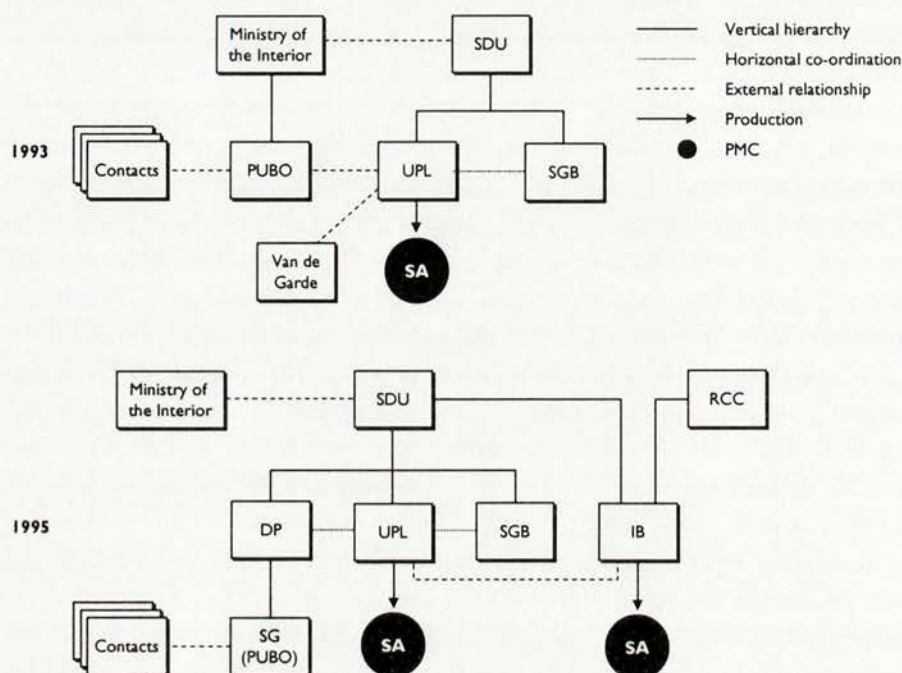 Ministry of
the Interior
SDU
Vertical hierarchy
Horizontal co-ordination
External relationship
Production
PMC
1993
Contacts
PUBO
UPL
SGB
Van de
Garde
SA
Ministry of
the Interior
SDU
RCC
1995
DP
UPL
SGB
IB
Contacts
SG
(PUBO)
SA
SA